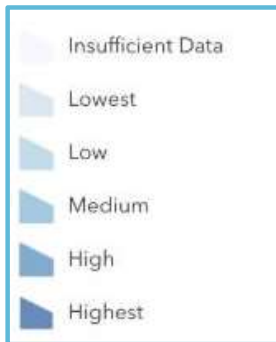 Insufficient Data
Lowest
Low
Medium
High
Highest